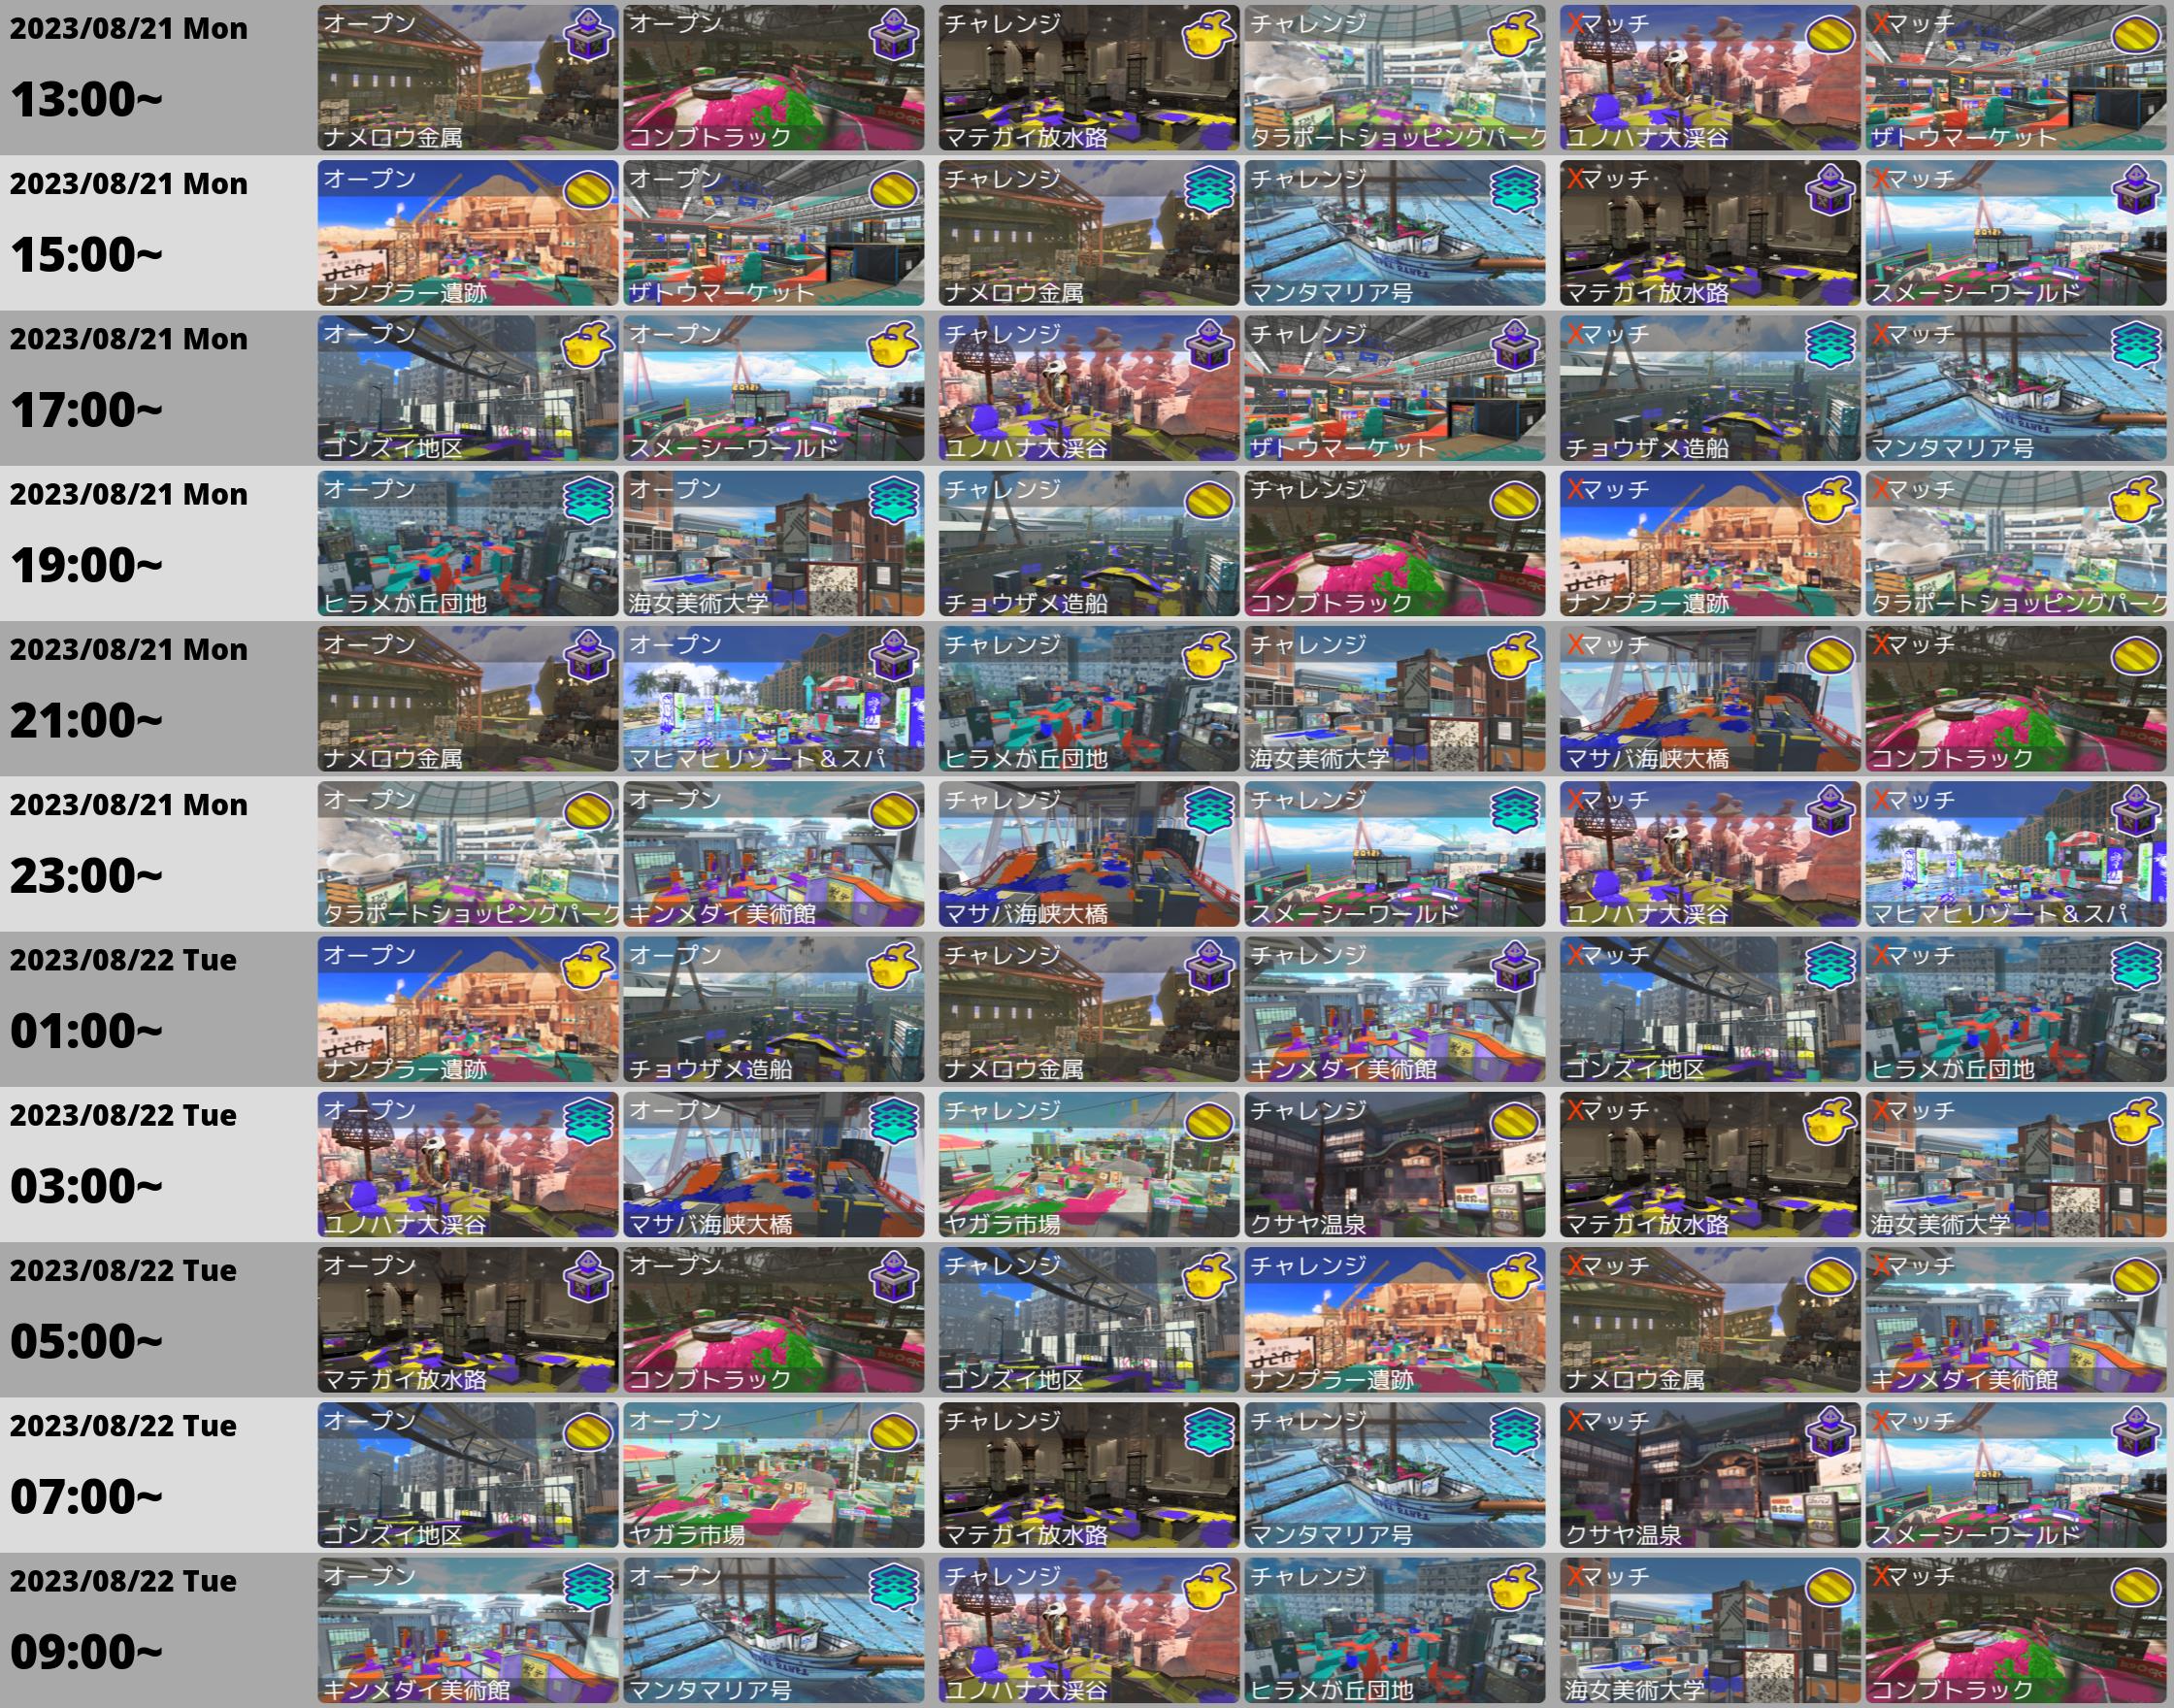 2023/08/21 Mon
13:00~
オープン オープン チャレンジ チャレンジ Xマッチ Xマッチ
ナメロウ金属 コンブトラック マテガイ放水路 タラポートショッピングパーク ユノハナ大渓谷 ザトウマーケット
2023/08/21 Mon
15:00~
オープン オープン チャレンジ チャレンジ Xマッチ Xマッチ
ナンプラー遺跡 ザトウマーケット ナメロウ金属 マンタマリア号 マテガイ放水路 スメーシーワールド
2023/08/21 Mon
17:00~
オープン オープン チャレンジ チャレンジ Xマッチ Xマッチ
ゴンズイ地区 スメーシーワールド ユノハナ大渓谷 ザトウマーケット チョウザメ造船 マンタマリア号
2023/08/21 Mon
19:00~
オープン オープン チャレンジ チャレンジ Xマッチ Xマッチ
ヒラメが丘団地 海女美術大学 チョウザメ造船 コンブトラック ナンプラー遺跡 タラポートショッピングパーク
2023/08/21 Mon
21:00~
オープン オープン チャレンジ チャレンジ Xマッチ Xマッチ
ナメロウ金属 マヒマヒリゾート＆スパ ヒラメが丘団地 海女美術大学 マサバ海峡大橋 コンブトラック
2023/08/21 Mon
23:00~
オープン オープン チャレンジ チャレンジ Xマッチ Xマッチ
タラポートショッピングパーク キンメダイ美術館 マサバ海峡大橋 スメーシーワールド ユノハナ大渓谷 マヒマヒリゾート＆スパ
2023/08/22 Tue
01:00~
オープン オープン チャレンジ チャレンジ Xマッチ Xマッチ
ナンプラー遺跡 チョウザメ造船 ナメロウ金属 キンメダイ美術館 ゴンズイ地区 ヒラメが丘団地
2023/08/22 Tue
03:00~
オープン オープン チャレンジ チャレンジ Xマッチ Xマッチ
ユノハナ大渓谷 マサバ海峡大橋 ヤガラ市場 クサヤ温泉 マテガイ放水路 海女美術大学
2023/08/22 Tue
05:00~
オープン オープン チャレンジ チャレンジ Xマッチ Xマッチ
マテガイ放水路 コンブトラック ゴンズイ地区 ナンプラー遺跡 ナメロウ金属 キンメダイ美術館
2023/08/22 Tue
07:00~
オープン オープン チャレンジ チャレンジ Xマッチ Xマッチ
ゴンズイ地区 ヤガラ市場 マテガイ放水路 マンタマリア号 クサヤ温泉 スメーシーワールド
2023/08/22 Tue
09:00~
オープン オープン チャレンジ チャレンジ Xマッチ Xマッチ
キンメダイ美術館 マンタマリア号 ユノハナ大渓谷 ヒラメが丘団地 海女美術大学 コンブトラック